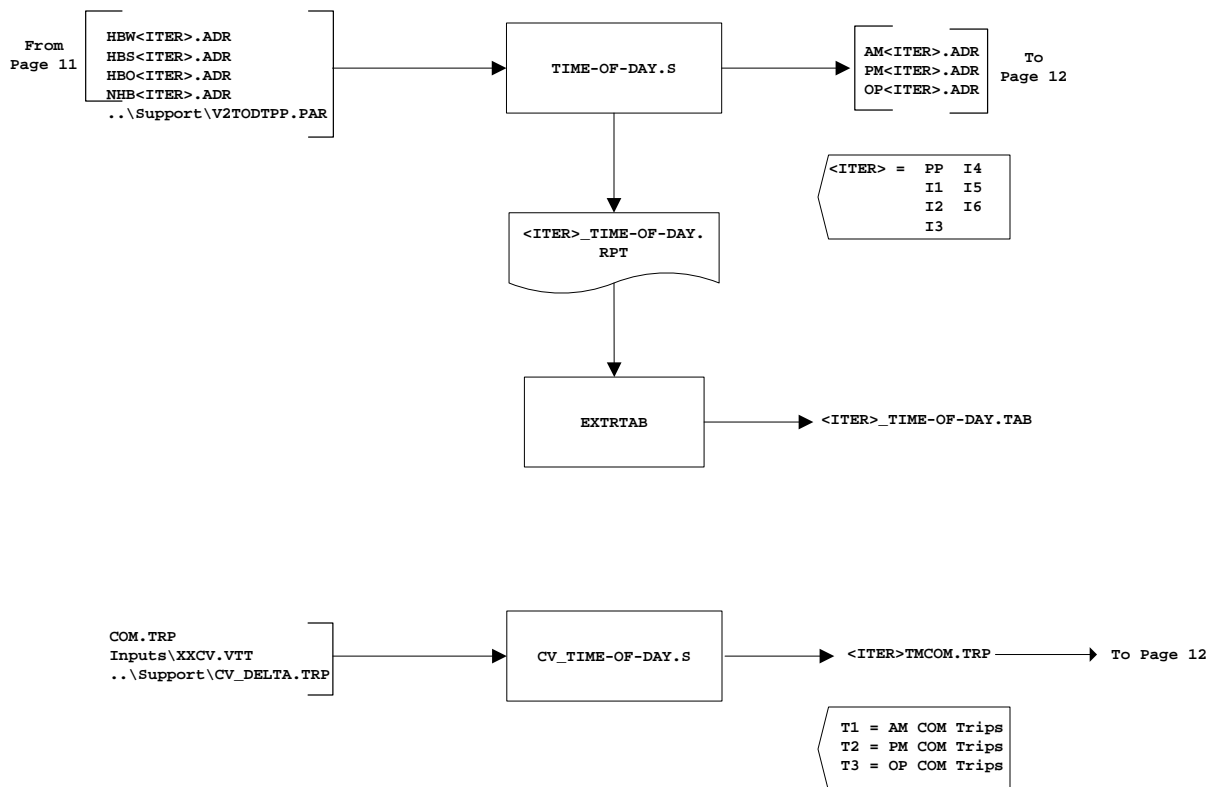 From
Page 11
HBW<ITER>.ADR
HBS<ITER>.ADR
HBO<ITER>.ADR
NHB<ITER>.ADR
..\Support\V2TODTPP.PAR
TIME-OF-DAY.S
AM<ITER>.ADR
PM<ITER>.ADR
OP<ITER>.ADR
To
Page 12
<ITER> = PP I4
I1 I5
I2 I6
I3
<ITER>_TIME-OF-DAY.
RPT
EXTRTAB
<ITER>_TIME-OF-DAY.TAB
COM.TRP
Inputs\XXCV.VTT
..\Support\CV_DELTA.TRP
CV_TIME-OF-DAY.S
<ITER>TMCOM.TRP
To Page 12
T1 = AM COM Trips
T2 = PM COM Trips
T3 = OP COM Trips